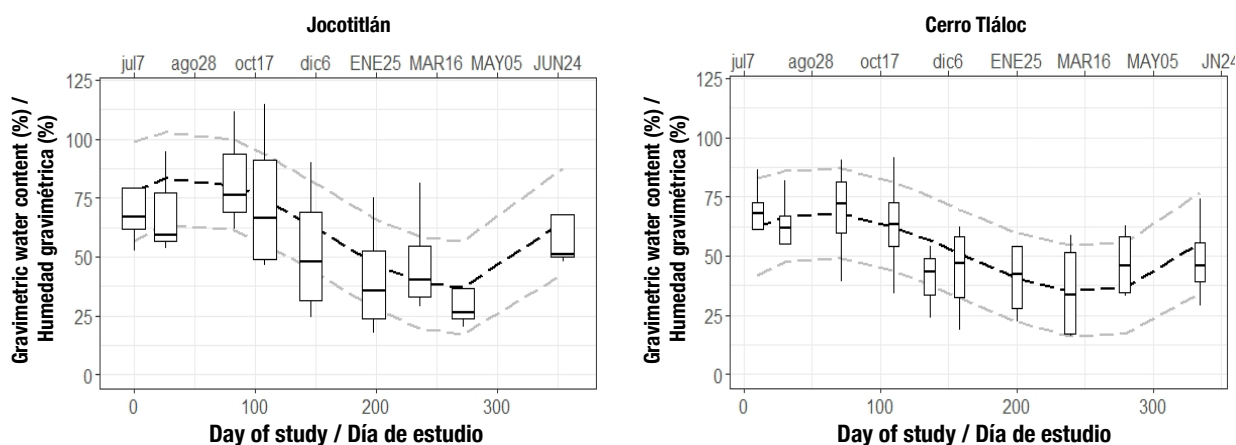 Jocotitlán
jul7 ago28 oct17 dic6 ENE25 MAR16 MAY05 JUN24
Gravimetric water content (%) /
Humedad gravimétrica (%)
125
100
75
50
25
0
0 100 200 300
Day of study / Día de estudio
Cerro Tláloc
jul7 ago28 oct17 dic6 ENE25 MAR16 MAY05 JN24
Gravimetric water content (%) /
Humedad gravimétrica (%)
125
100
75
50
25
0
0 100 200 300
Day of study / Día de estudio